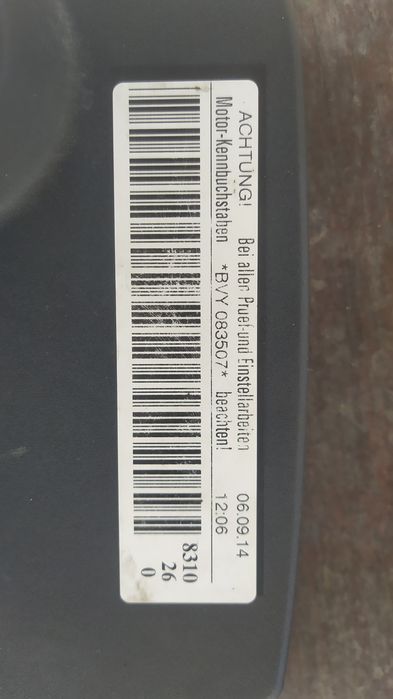 ACHTUNG! Bei allen Pruef-und Einstellarbeiten 06.09.14
Motor-Kennbuchstaben *BVY 083507* beachten! 12:06
8310
26
0